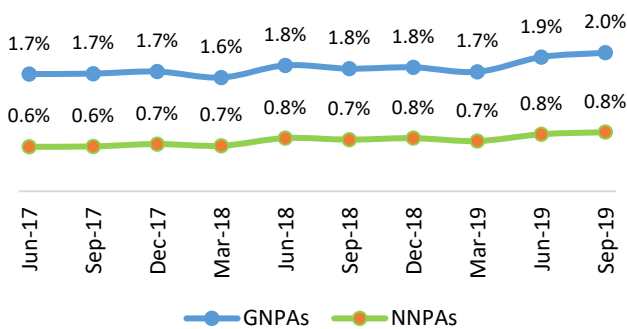 1.7% 1.7% 1.7% 1.6% 1.8% 1.8% 1.8% 1.7% 1.9% 2.0%
0.6% 0.6% 0.7% 0.7% 0.8% 0.7% 0.8% 0.7% 0.8% 0.8%
Jun-17 Sep-17 Dec-17 Mar-18 Jun-18 Sep-18 Dec-18 Mar-19 Jun-19 Sep-19
GNPAs NNPAs